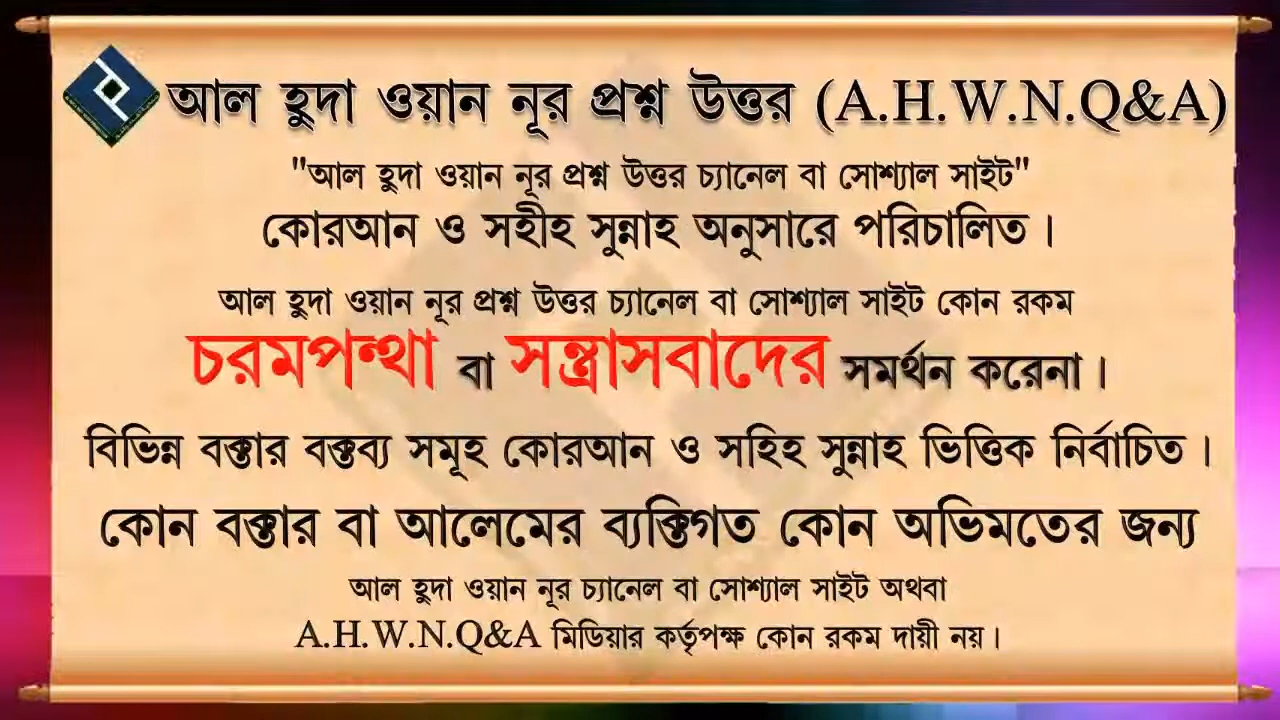 আল হুদা ওয়ান নূর প্রশ্ন উত্তর (A.H.W.N.Q&A)
"আল হুদা ওয়ান নূর প্রশ্ন উত্তর চ্যানেল বা সোশ্যাল সাইট"
কোরআন ও সহীহ সুন্নাহ অনুসারে পরিচালিত।
আল হুদা ওয়ান নূর প্রশ্ন উত্তর চ্যানেল বা সোশ্যাল সাইট কোন রকম
চরমপন্থা বা সন্ত্রাসবাদের সমর্থন করেনা।
বিভিন্ন বক্তার বক্তব্য সমূহ কোরআন ও সহিহ সুন্নাহ ভিত্তিক নির্বাচিত।
কোন বক্তার বা আলেমের ব্যক্তিগত কোন অভিমতের জন্য
আল হুদা ওয়ান নূর চ্যানেল বা সোশ্যাল সাইট অথবা
A.H.W.N.Q&A মিডিয়ার কর্তৃপক্ষ কোন রকম দায়ী নয়।